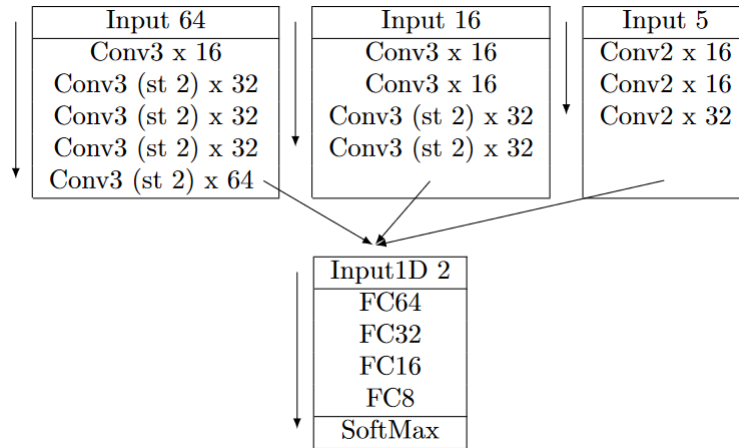 Input 64
Conv3 x 16
Conv3 (st 2) x 32
Conv3 (st 2) x 32
Conv3 (st 2) x 32
Conv3 (st 2) x 64
Input 16
Conv3 x 16
Conv3 x 16
Conv3 (st 2) x 32
Conv3 (st 2) x 32
Input 5
Conv2 x 16
Conv2 x 16
Conv2 x 32
Input1D 2
FC64
FC32
FC16
FC8
SoftMax